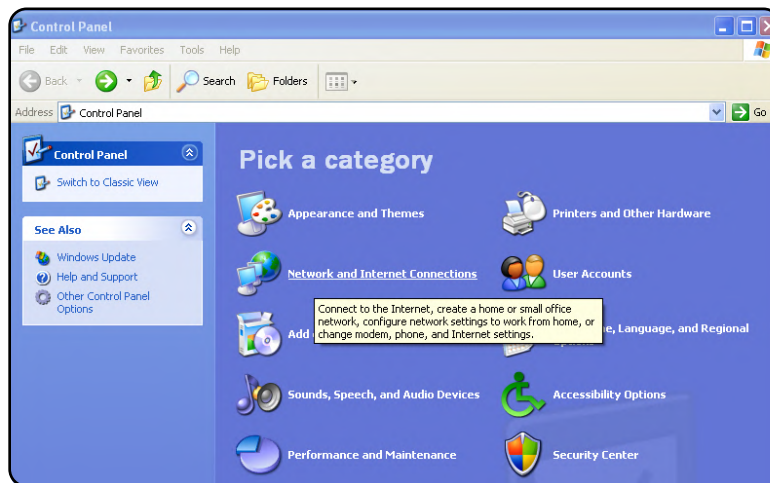 Control Panel
File Edit View Favorites Tools Help
Back Search Folders
Address Control Panel Go
Control Panel
Switch to Classic View
See Also
Windows Update
Help and Support
Other Control Panel
Options
Pick a category
Appearance and Themes
Printers and Other Hardware
Network and Internet Connections
User Accounts
Connect to the Internet, create a home or small office
network, configure network settings to work from home, or
change modem, phone, and Internet settings.
Add
Language, and Regional
Sounds, Speech, and Audio Devices
Accessibility Options
Performance and Maintenance
Security Center